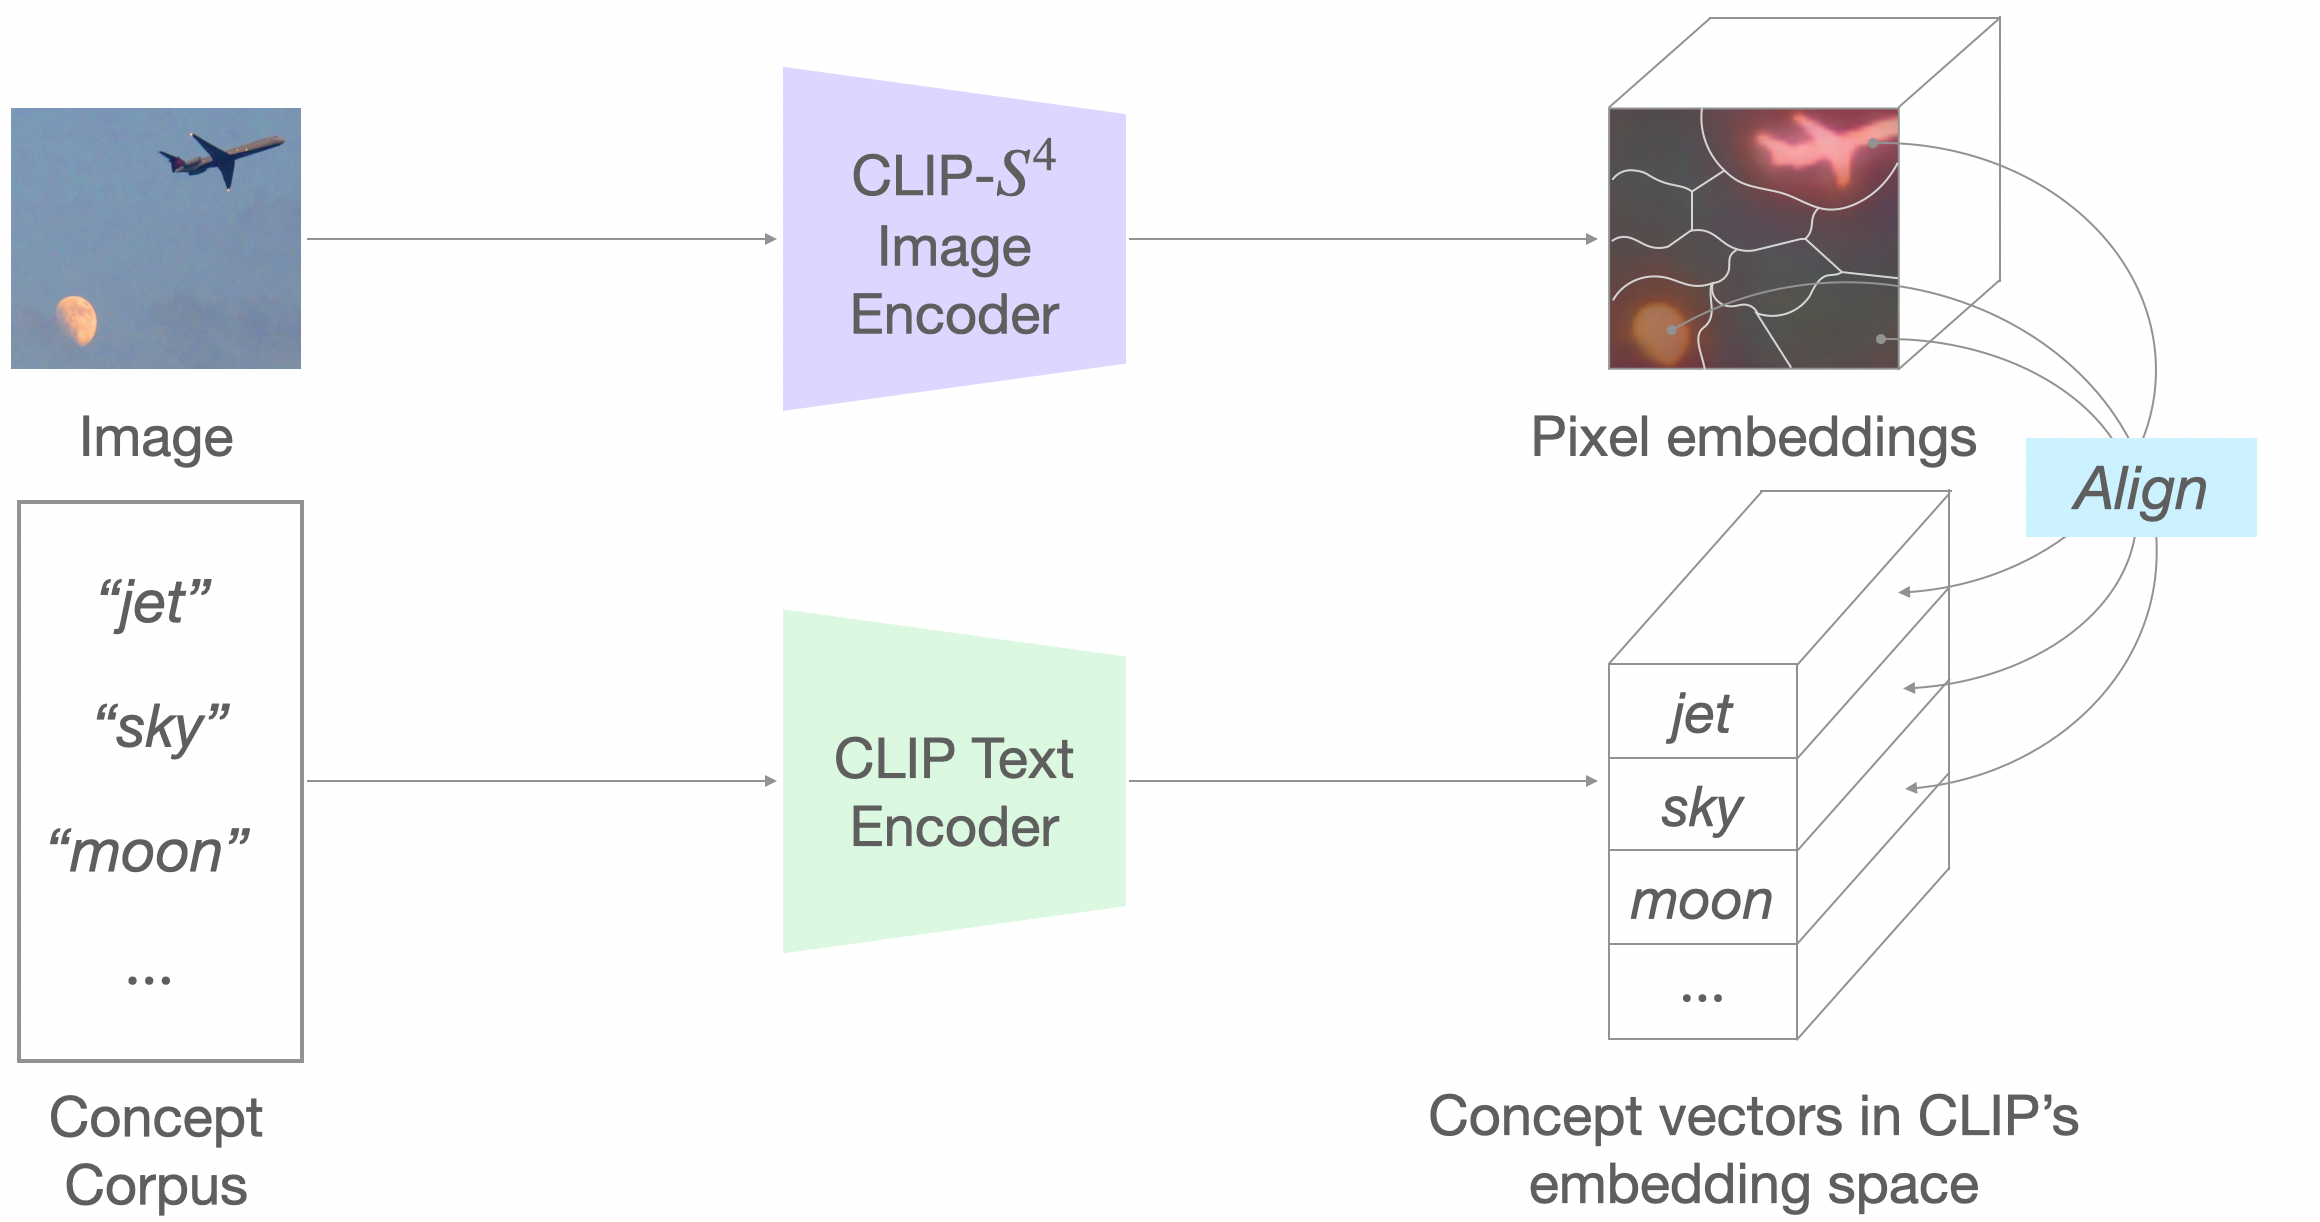 CLIP-S⁴
Image
Encoder
Image
Pixel embeddings
Align
“jet”
“sky”
“moon”
...
CLIP Text
Encoder
jet
sky
moon
...
Concept
Corpus
Concept vectors in CLIP’s
embedding space